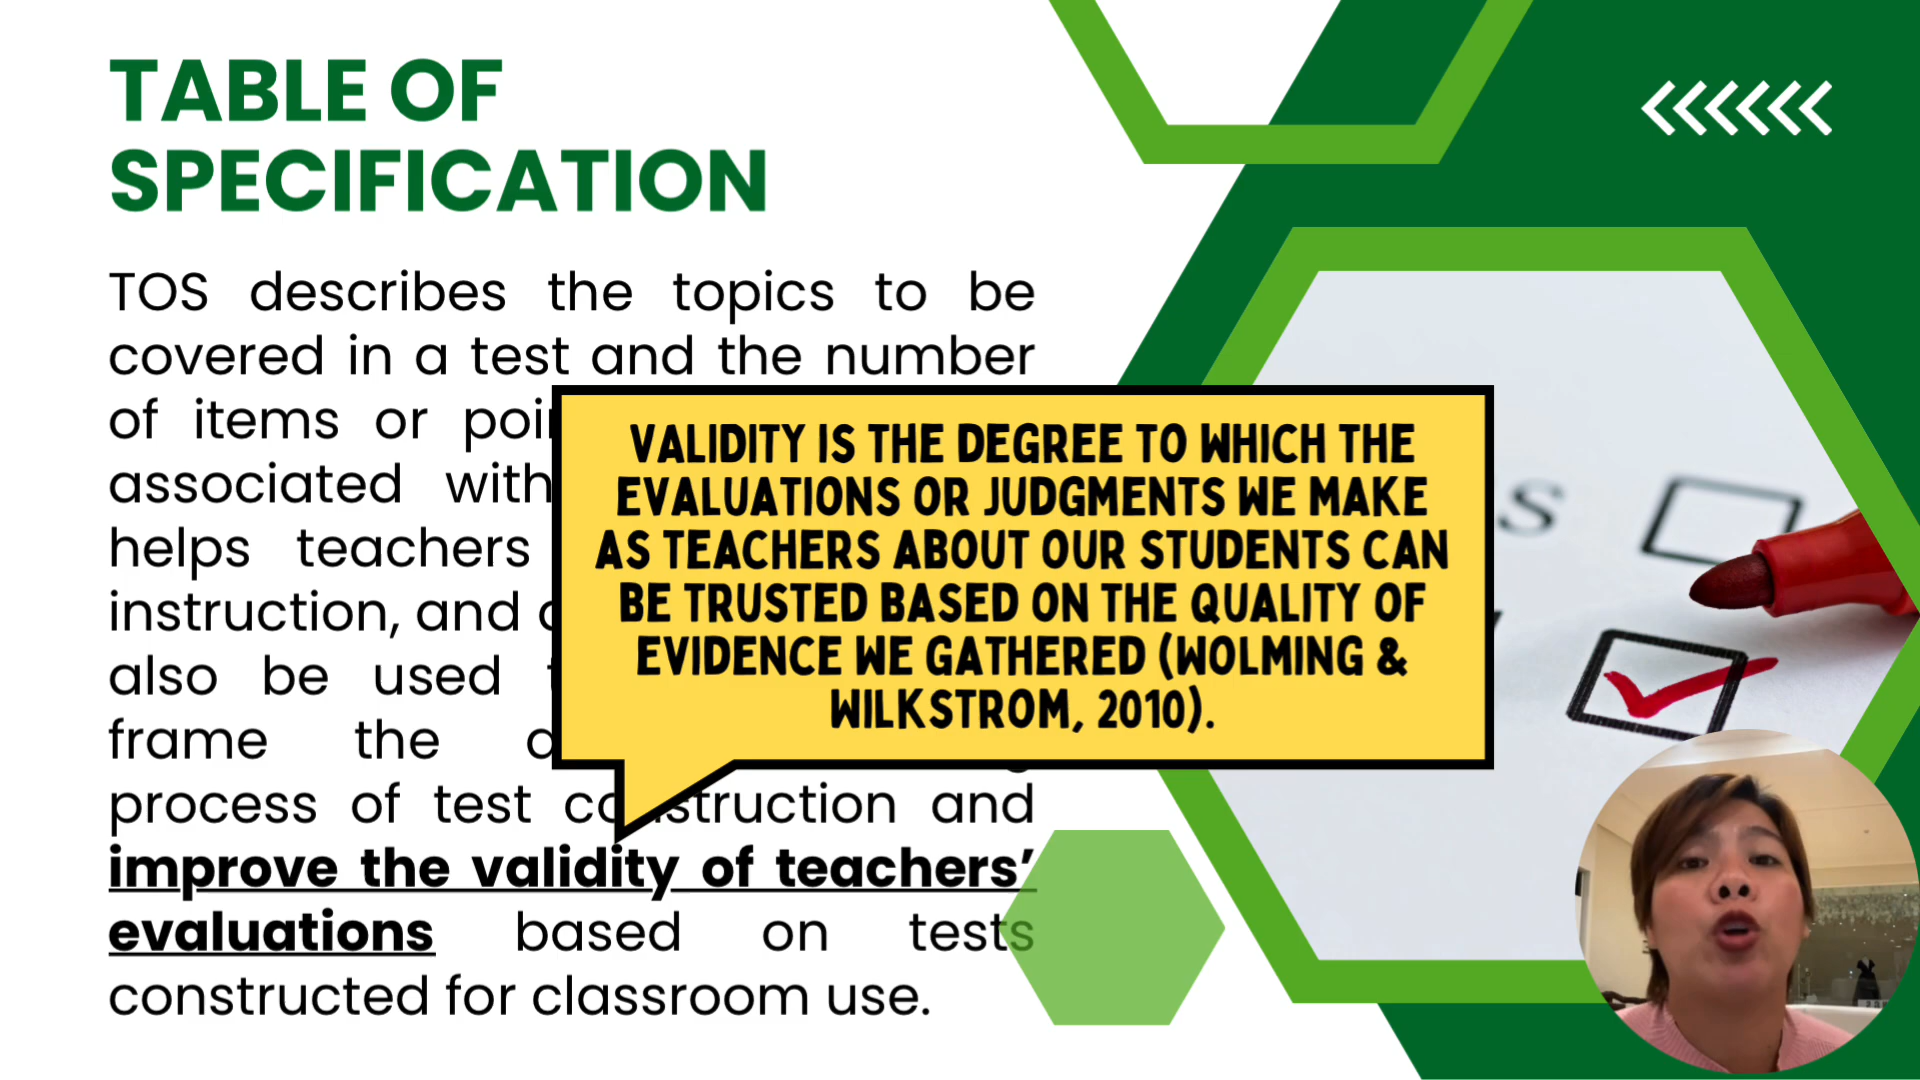 TABLE OF
SPECIFICATION
TOS describes the topics to be
covered in a test and the number
of items or
associated with
helps teachers
instruction, and
also be used
frame the
process of test construction and
improve the validity of teachers’
evaluations based on tests
constructed for classroom use.
VALIDITY IS THE DEGREE TO WHICH THE
EVALUATIONS OR JUDGMENTS WE MAKE
AS TEACHERS ABOUT OUR STUDENTS CAN
BE TRUSTED BASED ON THE QUALITY OF
EVIDENCE WE GATHERED (WOLMING &
WILKSTROM, 2010).